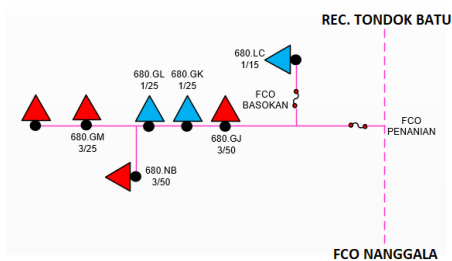 REC. TONDOK BATU
680.LC
1/15
680.GL 680.GK
1/25 1/25
FCO
BASOKAN
FCO
PENANIAN
680.GM
3/25
680.GJ
3/50
680.NB
3/50
FCO NANGGALA